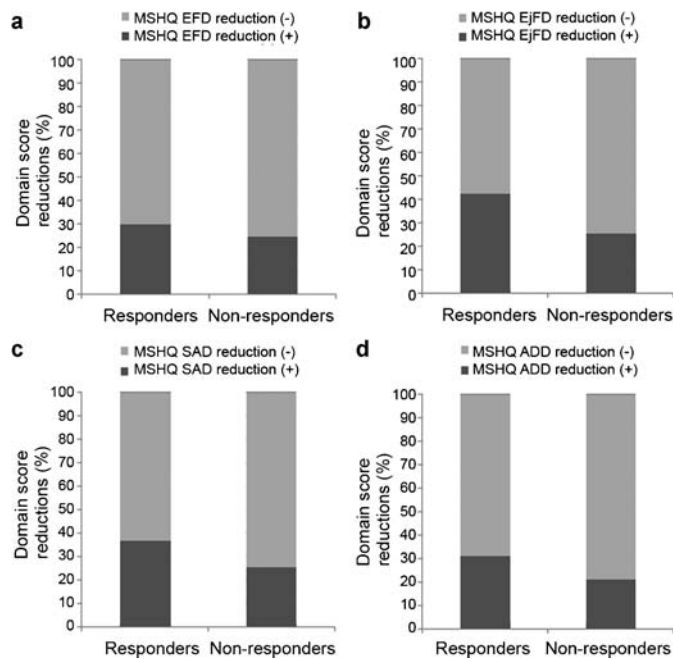 a
MSHQ EFD reduction (-)
MSHQ EFD reduction (+)
Domain score
reductions (%)
100
90
80
70
60
50
40
30
20
10
0
Responders Non-responders
b
MSHQ EjFD reduction (-)
MSHQ EjFD reduction (+)
Domain score
reductions (%)
100
90
80
70
60
50
40
30
20
10
0
Responders Non-responders
c
MSHQ SAD reduction (-)
MSHQ SAD reduction (+)
Domain score
reductions (%)
100
90
80
70
60
50
40
30
20
10
0
Responders Non-responders
d
MSHQ ADD reduction (-)
MSHQ ADD reduction (+)
Domain score
reductions (%)
100
90
80
70
60
50
40
30
20
10
0
Responders Non-responders